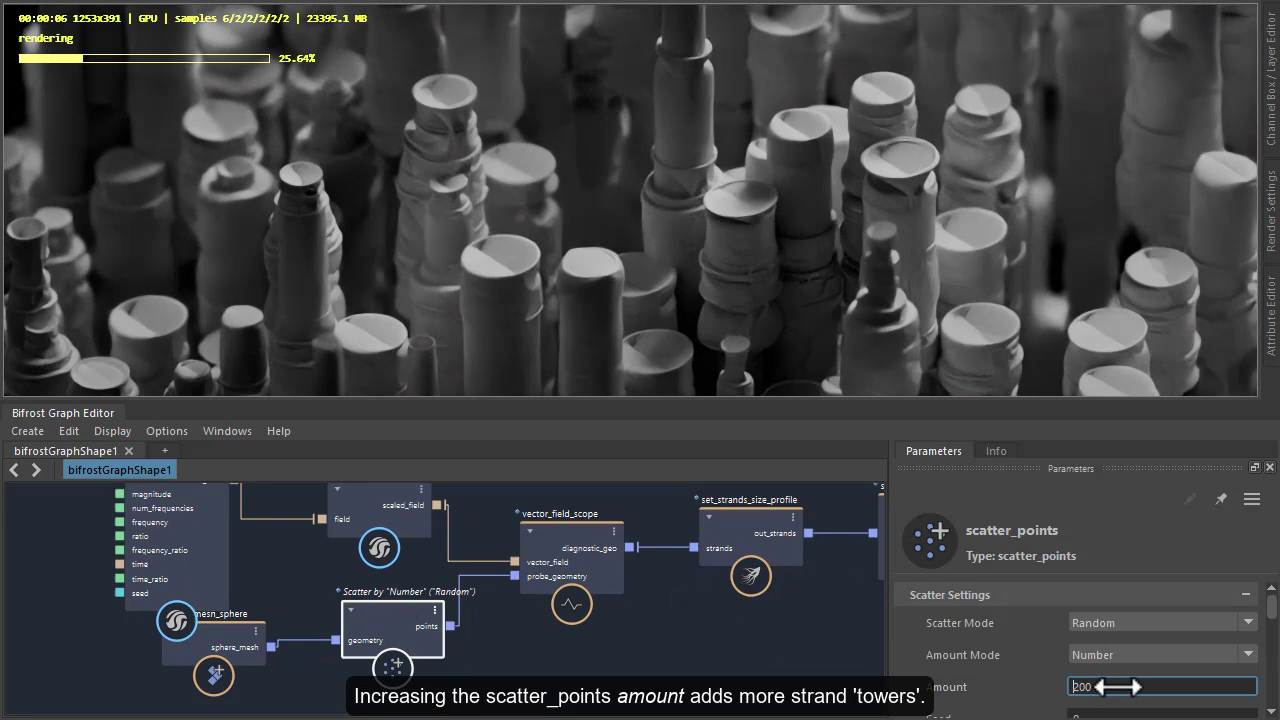 00:00:06 1253x391 | GPU | samples 6/2/2/2/2/2 | 23395.1 MB
rendering
25.64%
Channel Box / Layer Editor
Render Settings
Attribute Editor
Bifrost Graph Editor
Create Edit Display Options Windows Help
bifrostGraphShape1
bifrostGraphShape1
magnitude
num_frequencies
frequency
ratio
frequency_ratio
time
time_ratio
seed
scaled_field
field
vector_field_scope
diagnostic_geo
vector_field
probe_geometry
set_strands_size_profile
out_strands
strands
mesh_sphere
sphere_mesh
Scatter by "Number" ("Random")
points
geometry
Parameters Info
Parameters
scatter_points
Type: scatter_points
Scatter Settings
Scatter Mode Random
Amount Mode Number
Amount 200
Increasing the scatter_points amount adds more strand 'towers'.